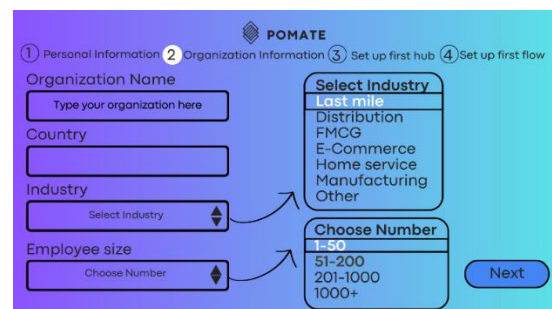 POMATE
1 Personal Information 2 Organization Information 3 Set up first hub 4 Set up first flow
Organization Name
Type your organization here
Country
Industry
Select Industry
Employee size
Choose Number
Select Industry
Last mile
Distribution
FMCG
E-Commerce
Home service
Manufacturing
Other
Choose Number
1-50
51-200
201-1000
1000+
Next